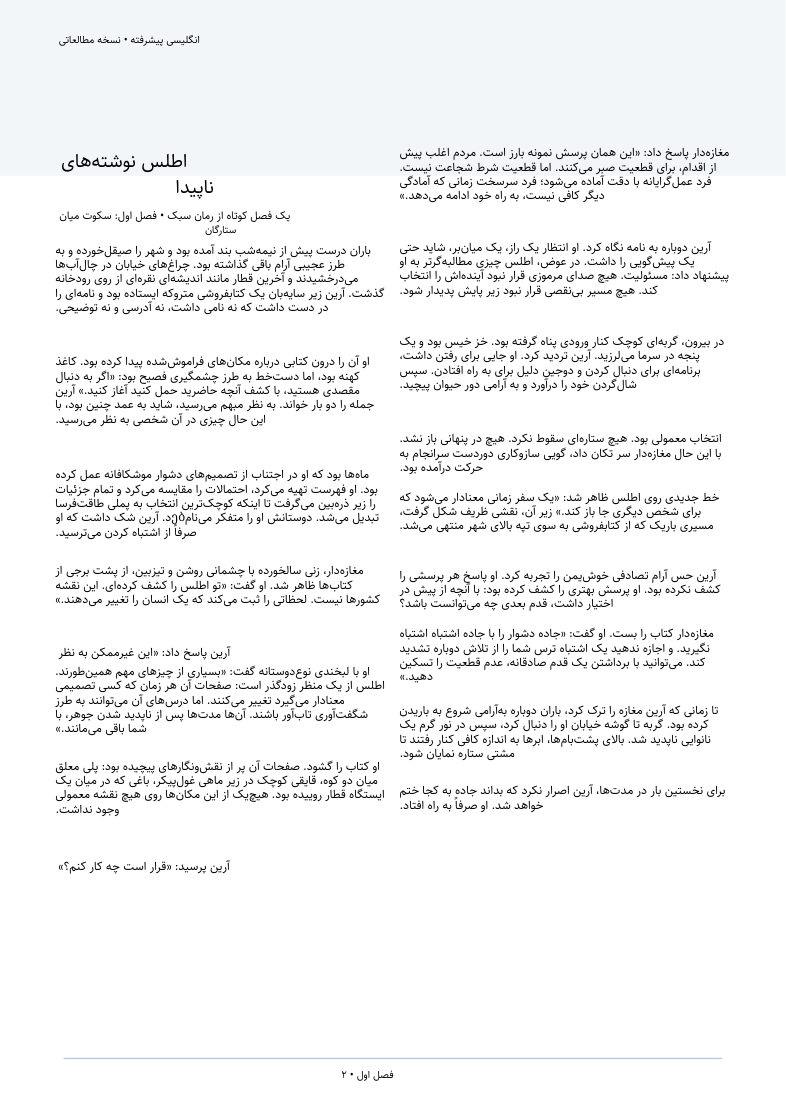 انگلیسی پیشرفته • نسخه مطالعاتی
اطلس نوشته‌های
ناپیدا
یک فصل کوتاه از رمان سبک • فصل اول: سکوت میان
ستارگان
باران درست پیش از نیمه‌شب بند آمده بود و شهر را صیقل‌خورده و به
طرز عجیبی آرام باقی گذاشته بود. چراغ‌های خیابان در چال‌آب‌ها
می‌درخشیدند و آخرین قطار مانند اندیشه‌ای نقره‌ای از روی رودخانه
گذشت. آرین زیر سایه‌بان یک کتابفروشی متروکه ایستاده بود و نامه‌ای را
در دست داشت که نه نامی داشت، نه آدرسی و نه توضیحی.
او آن را درون کتابی درباره مکان‌های فراموش‌شده پیدا کرده بود. کاغذ
کهنه بود، اما دست‌خط به طرز چشمگیری فصیح بود: «اگر به دنبال
مقصدی هستید، با کشف آنچه حاضرید حمل کنید آغاز کنید.» آرین
جمله را دو بار خواند. به نظر مبهم می‌رسید، شاید به عمد چنین بود، با
این حال چیزی در آن شخصی به نظر می‌رسید.
ماه‌ها بود که او در اجتناب از تصمیم‌های دشوار موشکافانه عمل کرده
بود. او فهرست تهیه می‌کرد، احتمالات را مقایسه می‌کرد و تمام جزئیات
را زیر ذره‌بین می‌گرفت تا اینکه کوچک‌ترین انتخاب به پملی طاقت‌فرسا
تبدیل می‌شد. دوستانش او را متفکر آرین شک داشت که او
صرفاً از اشتباه کردن می‌ترسید.
مغازه‌دار، زنی سالخورده با چشمانی روشن و تیزبین، از پشت برجی از
کتاب‌ها ظاهر شد. او گفت: «تو اطلس را کشف کرده‌ای. این نقشه
کشورها نیست. لحظاتی را ثبت می‌کند که یک انسان را تغییر می‌دهند.»
آرین پاسخ داد: «این غیرممکن به نظر
او با لبخندی نوع‌دوستانه گفت: «بسیاری از چیزهای مهم همین‌طورند.
اطلس از یک منظر زودگذر است: صفحات آن هر زمان که کسی تصمیمی
معنادار می‌گیرد تغییر می‌کنند. اما درس‌های آن می‌توانند به طرز
شگفت‌آوری تاب‌آور باشند. آن‌ها مدت‌ها پس از ناپدید شدن جوهر، با
شما باقی می‌مانند.»
او کتاب را گشود. صفحات آن پر از نقش‌ونگارهای پیچیده بود: پلی معلق
میان دو کوه، قایقی کوچک در زیر ماهی غول‌پیکر، باغی که در میان یک
ایستگاه قطار روییده بود. هیچ‌یک از این مکان‌ها روی هیچ نقشه معمولی
وجود نداشت.
آرین پرسید: «قرار است چه کار کنم؟»
مغازه‌دار پاسخ داد: «این همان پرسش نمونه بارز است. مردم اغلب پیش
از اقدام، برای قطعیت صبر می‌کنند. اما قطعیت شرط شجاعت نیست.
فرد عمل‌گرایانه با دقت آماده می‌شود؛ فرد سرسخت زمانی که آمادگی
دیگر کافی نیست، به راه خود ادامه می‌دهد.»
آرین دوباره به نامه نگاه کرد. او انتظار یک راز، یک میان‌بر، شاید حتی
یک پیش‌گویی را داشت. در عوض، اطلس چیزی مطالبه‌گرتر به او
پیشنهاد داد: مسئولیت. هیچ صدای مرموزی قرار نبود آینده‌اش را انتخاب
کند. هیچ مسیر بی‌نقصی قرار نبود زیر پایش پدیدار شود.
در بیرون، گربه‌ای کوچک کنار ورودی پناه گرفته بود. خز خیس بود و یک
پنجه در سرما می‌لرزید. آرین تردید کرد. او جایی برای رفتن داشت،
برنامه‌ای برای دنبال کردن و دوجین دلیل برای به راه افتادن. سپس
شال‌گردن خود را درآورد و به آرامی دور حیوان پیچید.
انتخاب معمولی بود. هیچ ستاره‌ای سقوط نکرد. هیچ در پنهانی باز نشد.
با این حال مغازه‌دار سر تکان داد، گویی سازوکاری دوردست سرانجام به
حرکت درآمده بود.
خط جدیدی روی اطلس ظاهر شد: «یک سفر زمانی معنادار می‌شود که
برای شخص دیگری جا باز کند.» زیر آن، نقشی ظریف شکل گرفت،
مسیری باریک که از کتابفروشی به سوی تپه بالای شهر منتهی می‌شد.
آرین حس آرام تصادفی خوش‌یمن را تجربه کرد. او پاسخ هر پرسشی را
کشف نکرده بود. او پرسش بهتری را کشف کرده بود: با آنچه از پیش در
اختیار داشت، قدم بعدی چه می‌توانست باشد؟
مغازه‌دار کتاب را بست. او گفت: «جاده دشوار را با جاده اشتباه اشتباه
نگیرید. و اجازه ندهید یک اشتباه ترس شما را از تلاش دوباره تشدید
کند. می‌توانید با برداشتن یک قدم صادقانه، عدم قطعیت را تسکین
دهید.»
تا زمانی که آرین مغازه را ترک کرد، باران دوباره به‌آرامی شروع به باریدن
کرده بود. گربه تا گوشه خیابان او را دنبال کرد، سپس در نور گرم یک
نانوایی ناپدید شد. بالای پشت‌بام‌ها، ابرها به اندازه کافی کنار رفتند تا
مشتی ستاره نمایان شود.
برای نخستین بار در مدت‌ها، آرین اصرار نکرد که بداند جاده به کجا ختم
خواهد شد. او صرفاً به راه افتاد.
فصل اول • ۲